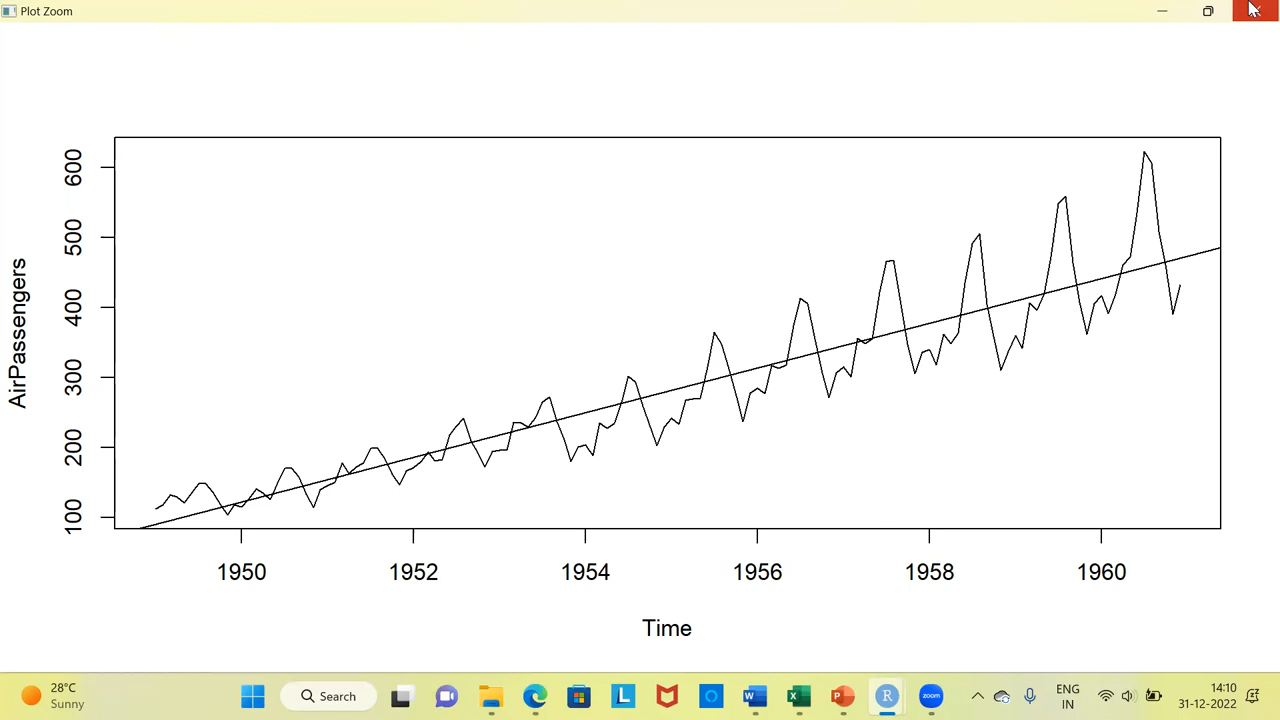 Plot Zoom
600
500
400
300
200
100
AirPassengers
1950 1952 1954 1956 1958 1960
Time
28°C
Sunny
Search
L
W
X
P
R
zoom
ENG
IN
14:10
31-12-2022